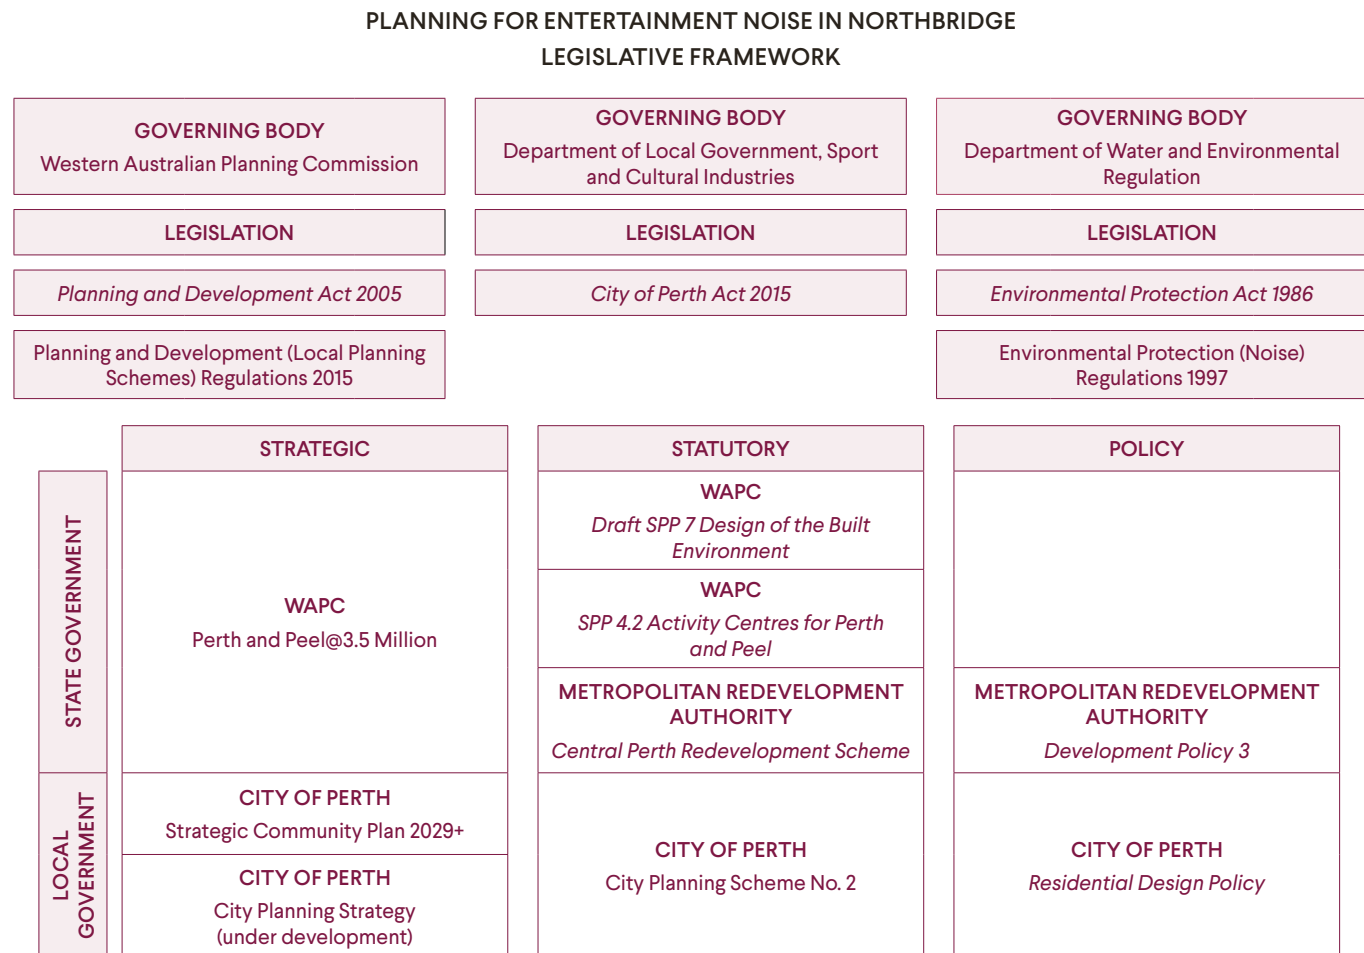 PLANNING FOR ENTERTAINMENT NOISE IN NORTHBRIDGE
LEGISLATIVE FRAMEWORK
GOVERNING BODY
Western Australian Planning Commission
GOVERNING BODY
Department of Local Government, Sport
and Cultural Industries
GOVERNING BODY
Department of Water and Environmental
Regulation
LEGISLATION
LEGISLATION
LEGISLATION
Planning and Development Act 2005
City of Perth Act 2015
Environmental Protection Act 1986
Planning and Development (Local Planning
Schemes) Regulations 2015
Environmental Protection (Noise)
Regulations 1997
STRATEGIC
STATUTORY
POLICY
STATE GOVERNMENT
WAPC
Perth and Peel@3.5 Million
WAPC
Draft SPP 7 Design of the Built
Environment
WAPC
SPP 4.2 Activity Centres for Perth
and Peel
METROPOLITAN REDEVELOPMENT
AUTHORITY
Central Perth Redevelopment Scheme
METROPOLITAN REDEVELOPMENT
AUTHORITY
Development Policy 3
LOCAL
GOVERNMENT
CITY OF PERTH
Strategic Community Plan 2029+
CITY OF PERTH
City Planning Strategy
(under development)
CITY OF PERTH
City Planning Scheme No. 2
CITY OF PERTH
Residential Design Policy